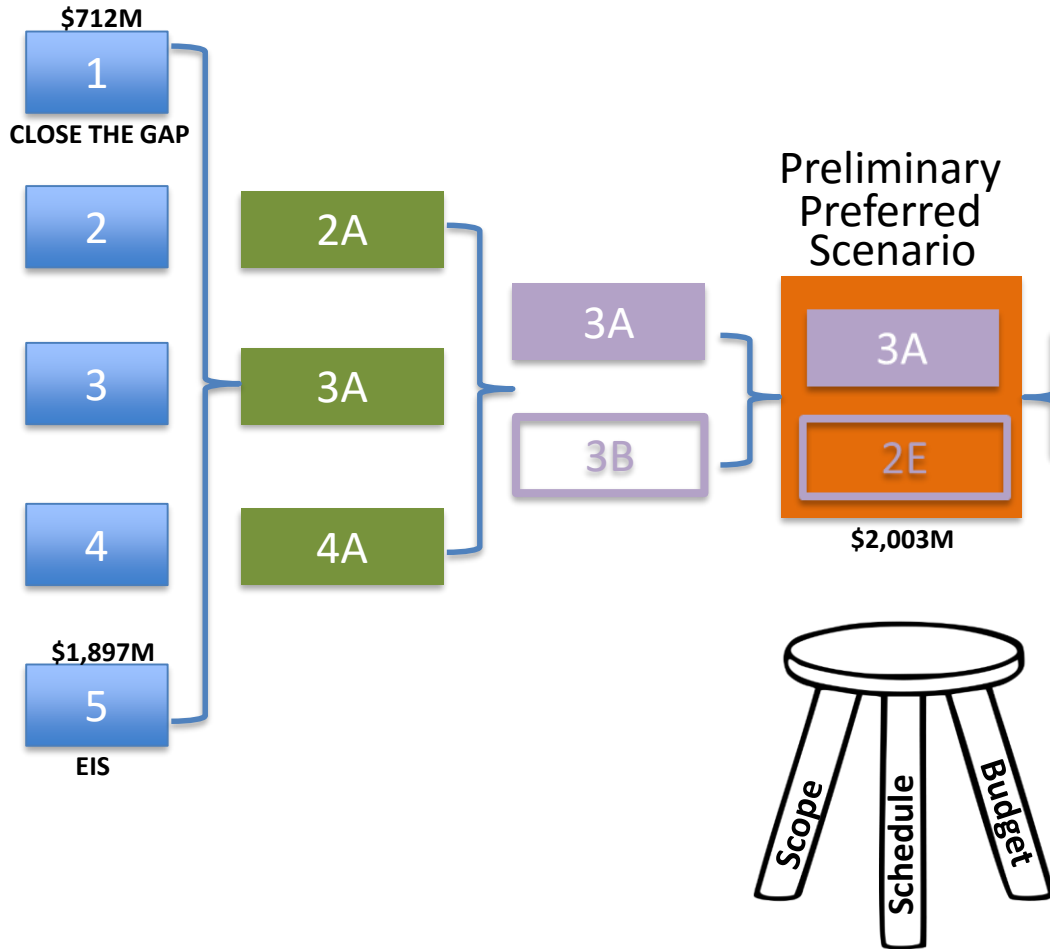 $712M
1
CLOSE THE GAP
2
3
4
$1,897M
5
EIS
2A
3A
4A
3A
3B
Preliminary
Preferred
Scenario
3A
2E
$2,003M
Scope
Schedule
Budget